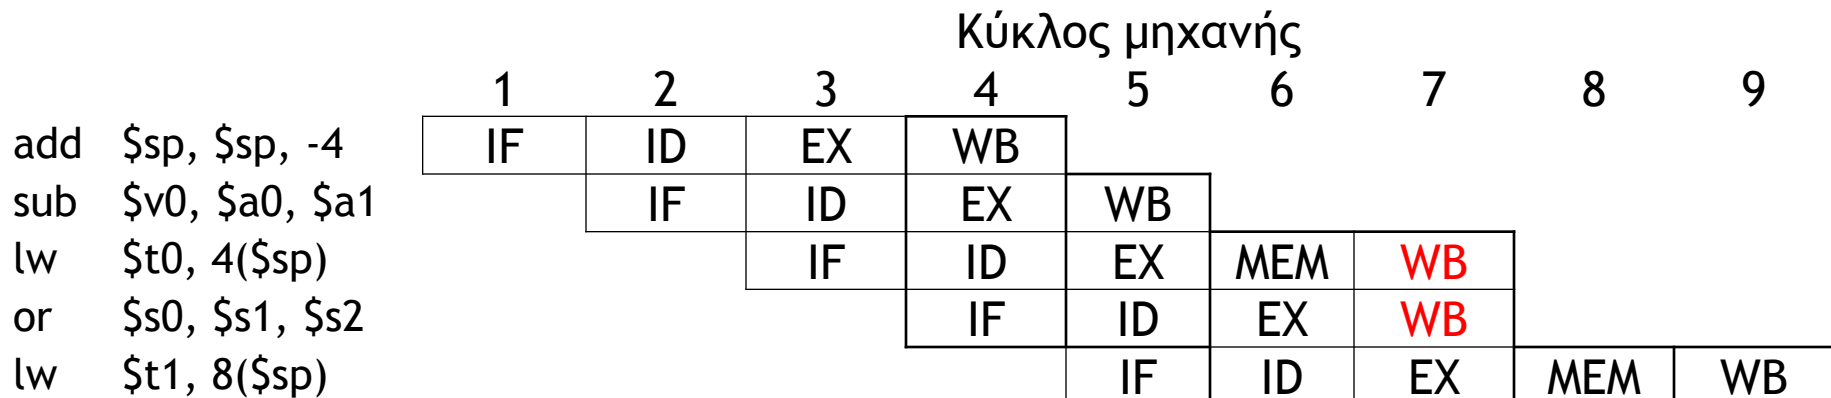 Κύκλος μηχανής
1 2 3 4 5 6 7 8 9
add $sp, $sp, -4 IF ID EX WB
sub $v0, $a0, $a1 IF ID EX WB
lw $t0, 4($sp) IF ID EX MEM WB
or $s0, $s1, $s2 IF ID EX WB
lw $t1, 8($sp) IF ID EX MEM WB